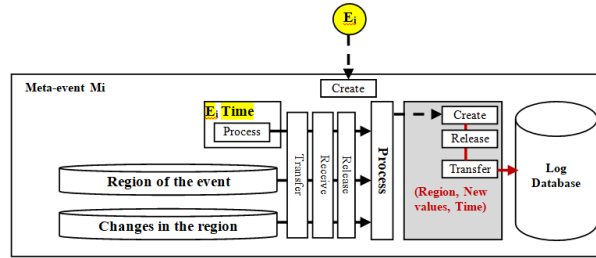 Ei
Meta-event Mi
Create
Ei Time
Process
Region of the event
Changes in the region
Transfer
Receive
Release
Process
Create
Release
Transfer
(Region, New
values, Time)
Log
Database